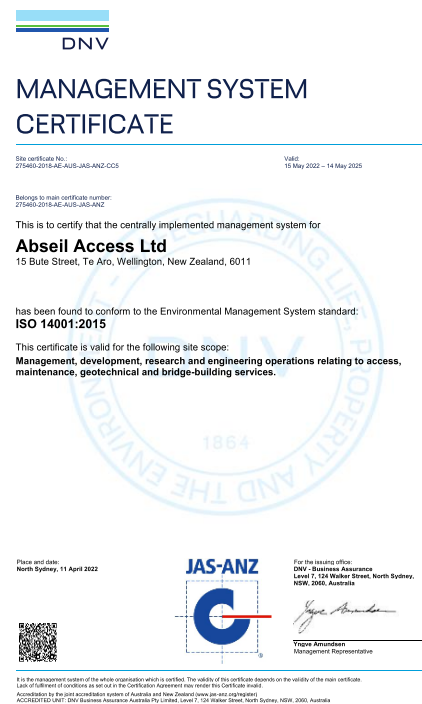 DNV
MANAGEMENT SYSTEM
CERTIFICATE
Site certificate No.:
275460-2018-AE-AUS-JAS-ANZ-CC5
Valid:
15 May 2022 – 14 May 2025
Belongs to main certificate number:
275460-2018-AE-AUS-JAS-ANZ
This is to certify that the centrally implemented management system for
Abseil Access Ltd
15 Bute Street, Te Aro, Wellington, New Zealand, 6011
has been found to conform to the Environmental Management System standard:
ISO 14001:2015
This certificate is valid for the following site scope:
Management, development, research and engineering operations relating to access,
maintenance, geotechnical and bridge-building services.
SAFEGUARDING LIFE, PROPERTY AND THE ENVIRONMENT
DNV
1864
Place and date:
North Sydney, 11 April 2022
JAS-ANZ
®
For the issuing office:
DNV - Business Assurance
Level 7, 124 Walker Street, North Sydney,
NSW, 2060, Australia
Yngve Amundsen
Yngve Amundsen
Management Representative
It is the management system of the whole organisation which is certified. The validity of this certificate depends on the validity of the main certificate.
Lack of fulfilment of conditions as set out in the Certification Agreement may render this Certificate invalid.
Accreditation by the joint accreditation system of Australia and New Zealand (www.jas-anz.org/register)
ACCREDITED UNIT: DNV Business Assurance Australia Pty Limited, Level 7, 124 Walker Street, North Sydney, NSW, 2060, Australia